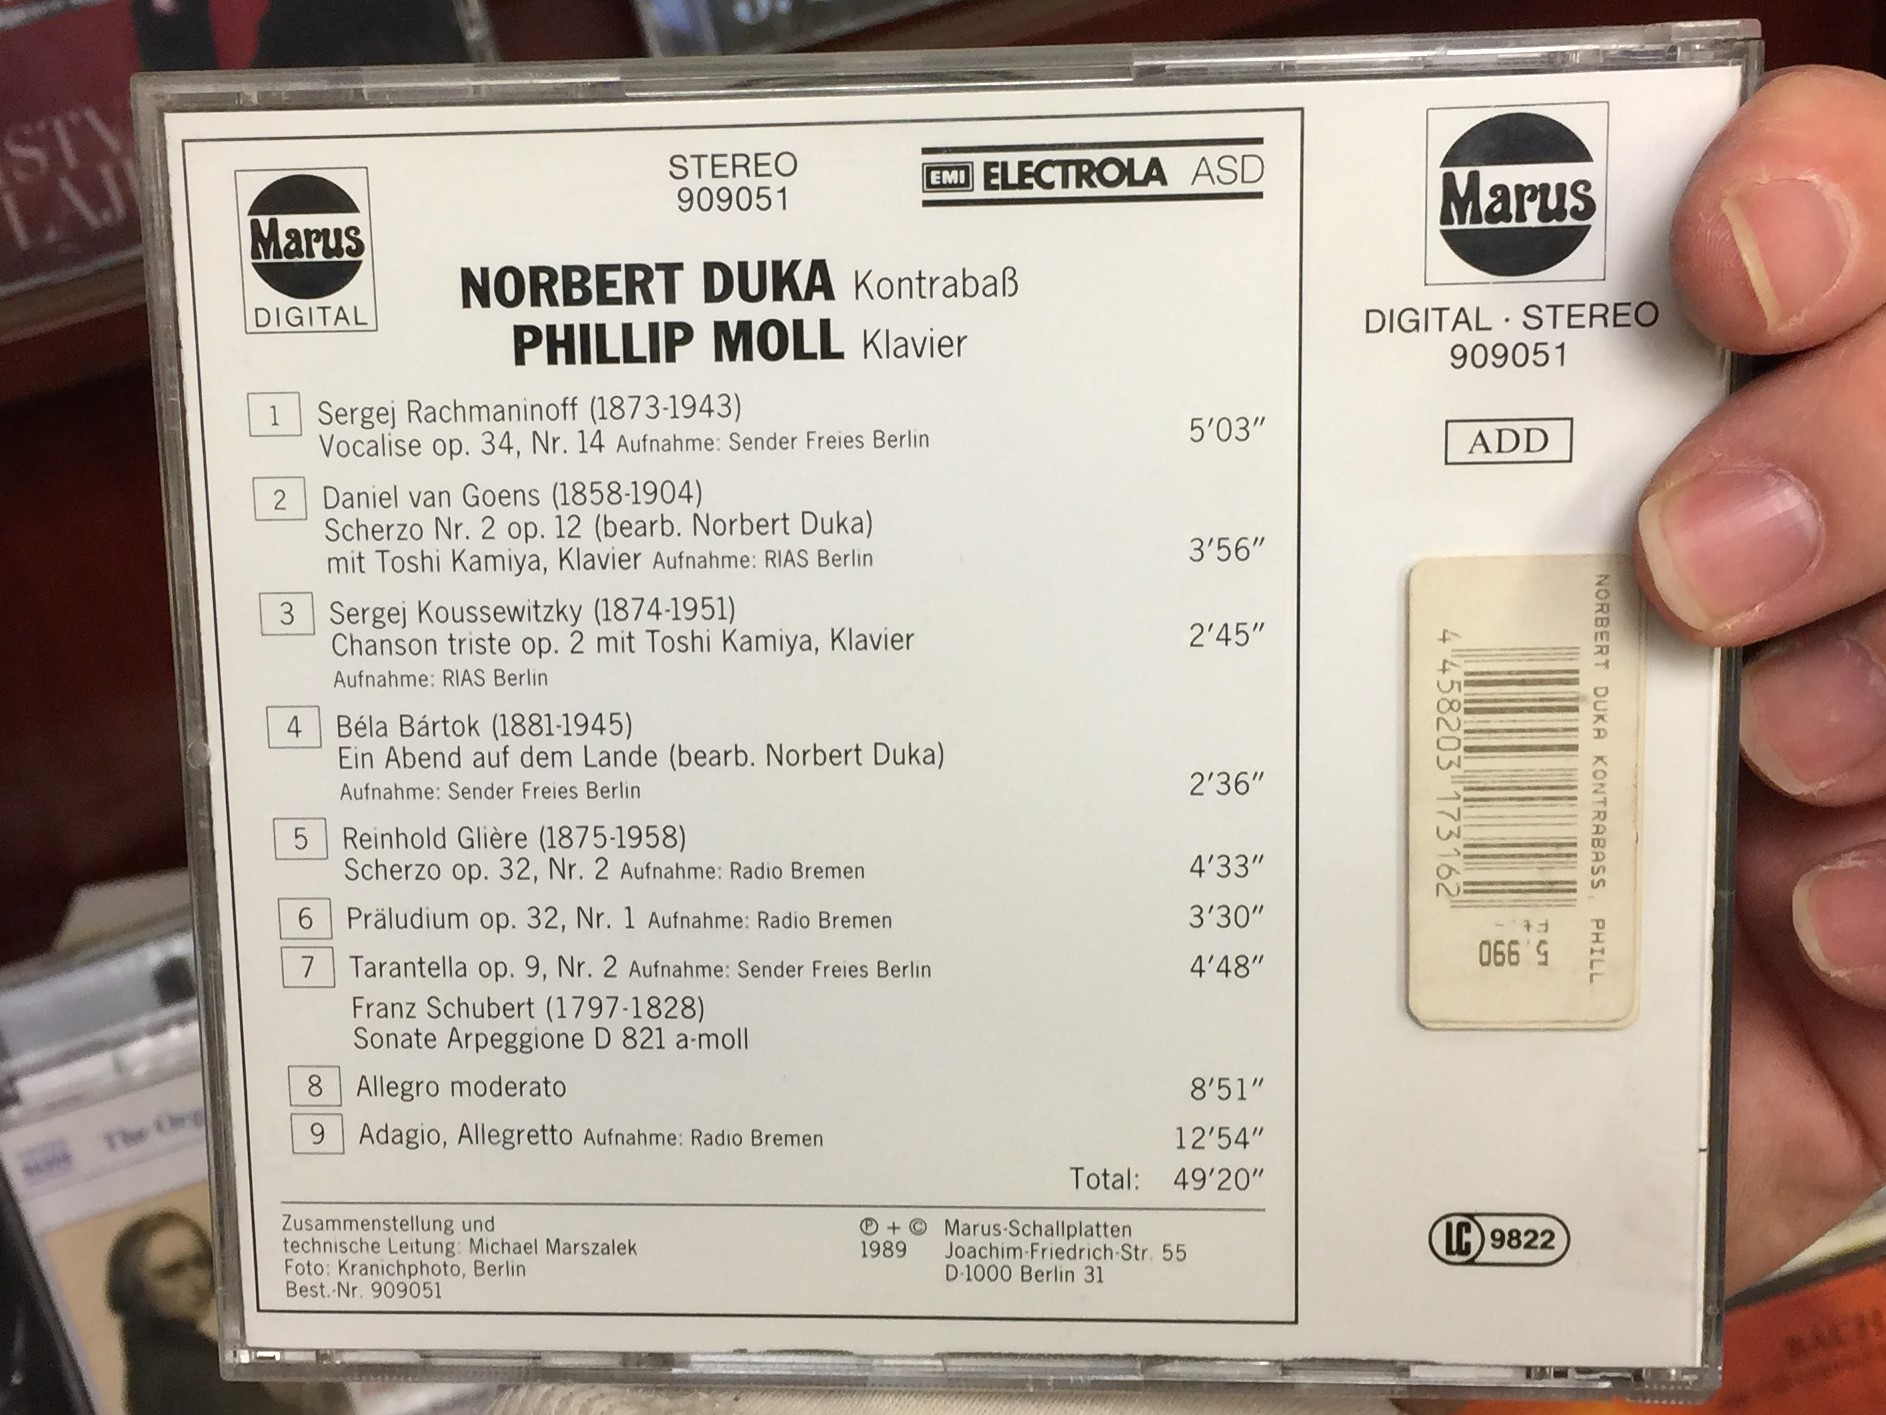 Marus
DIGITAL
STEREO
909051
EMI ELECTROLA ASD
NORBERT DUKA Kontrabaß
PHILLIP MOLL Klavier
1 Sergej Rachmaninoff (1873-1943)
Vocalise op. 34, Nr. 14 Aufnahme: Sender Freies Berlin 5'03"
2 Daniel van Goens (1858-1904)
Scherzo Nr. 2 op. 12 (bearb. Norbert Duka)
mit Toshi Kamiya, Klavier Aufnahme: RIAS Berlin 3'56"
3 Sergej Koussewitzky (1874-1951)
Chanson triste op. 2 mit Toshi Kamiya, Klavier 2'45"
Aufnahme: RIAS Berlin
4 Béla Bártok (1881-1945)
Ein Abend auf dem Lande (bearb. Norbert Duka)
Aufnahme: Sender Freies Berlin 2'36"
5 Reinhold Glière (1875-1958)
Scherzo op. 32, Nr. 2 Aufnahme: Radio Bremen 4'33"
6 Präludium op. 32, Nr. 1 Aufnahme: Radio Bremen 3'30"
7 Tarantella op. 9, Nr. 2 Aufnahme: Sender Freies Berlin 4'48"
Franz Schubert (1797-1828)
Sonate Arpeggione D 821 a-moll
8 Allegro moderato 8'51"
9 Adagio, Allegretto Aufnahme: Radio Bremen 12'54"
Total: 49'20"
Zusammenstellung und
technische Leitung: Michael Marszalek
Foto: Kranichphoto, Berlin
Best.-Nr. 909051
℗ + © Marus-Schallplatten
1989 Joachim-Friedrich-Str. 55
D-1000 Berlin 31
Marus
DIGITAL · STEREO
909051
ADD
NORBERT DUKA KONTRABASS, PHILL
4 458203 173162
Ft
5.990
LC 9822
The Org